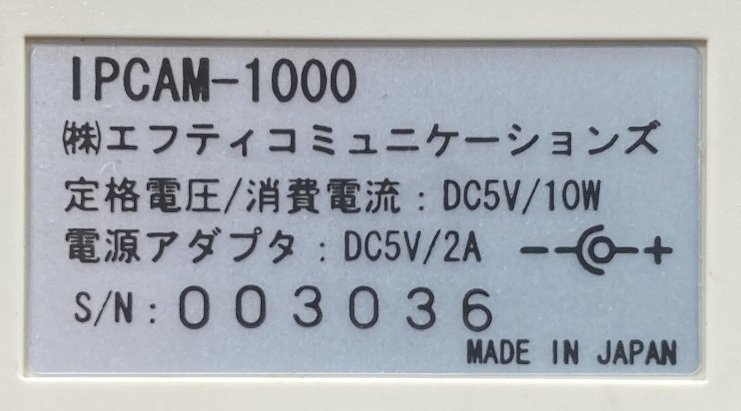 IPCAM-1000
㈱エフティコミュニケーションズ
定格電圧/消費電流：DC5V/10W
電源アダプタ：DC5V/2A
S/N：003036
MADE IN JAPAN